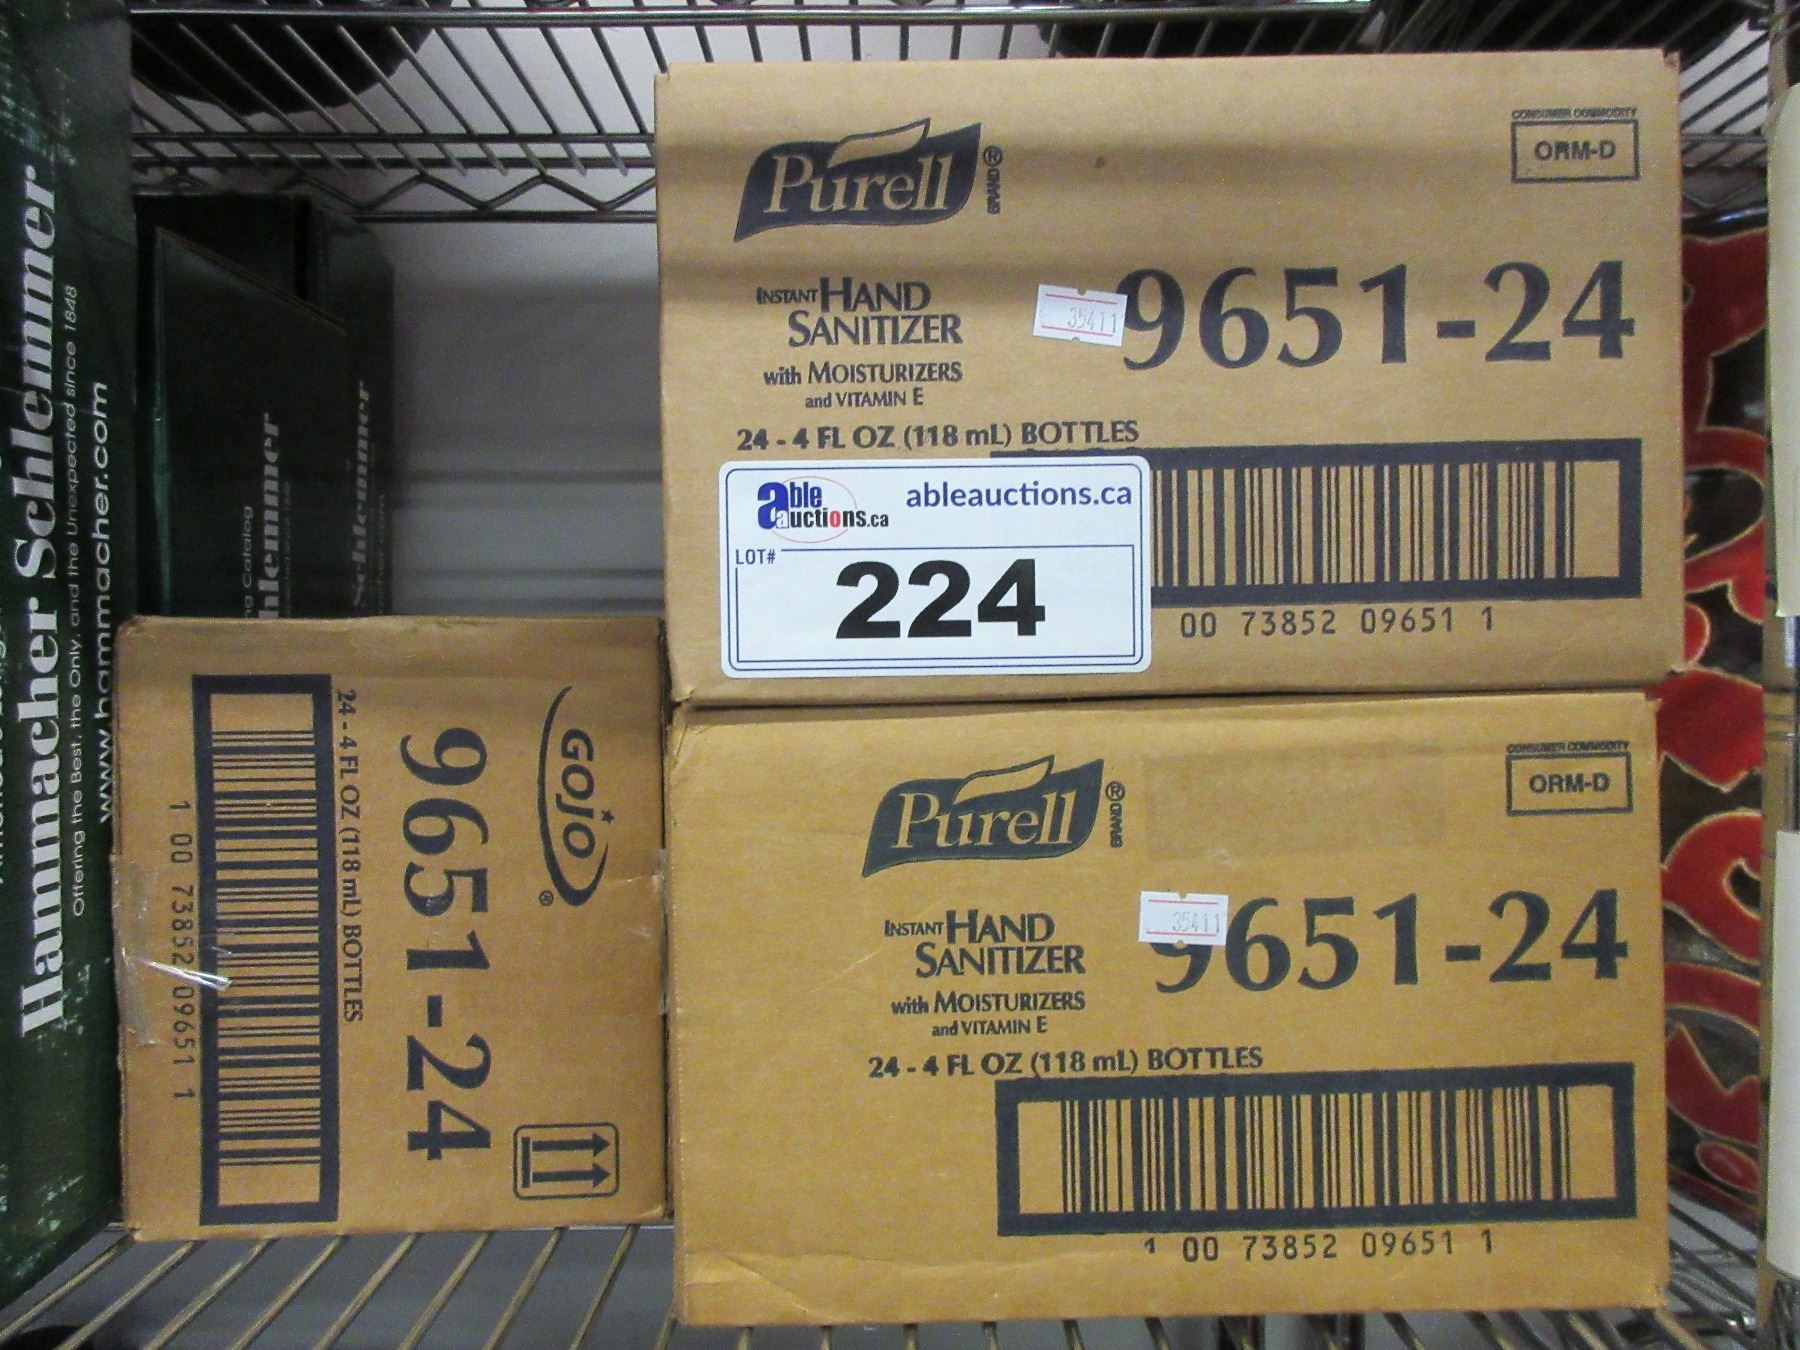 Hammacher Schlemmer
Offering the Best, the Only, and the Unexpected since 1848
www.hammacher.com
Catalog
Purell®
BRAND
CONSUMER COMMODITY
ORM-D
INSTANT HAND
SANITIZER
with MOISTURIZERS
and VITAMIN E
35411
9651-24
24 - 4 FL OZ (118 mL) BOTTLES
able
auctions.ca
ableauctions.ca
LOT#
224
00 73852 09651 1
GOJO®
9651-24
24 - 4 FL OZ (118 mL) BOTTLES
1 00 73852 09651 1
Purell®
BRAND
CONSUMER COMMODITY
ORM-D
INSTANT HAND
SANITIZER
with MOISTURIZERS
and VITAMIN E
35411
9651-24
24 - 4 FL OZ (118 mL) BOTTLES
1 00 73852 09651 1